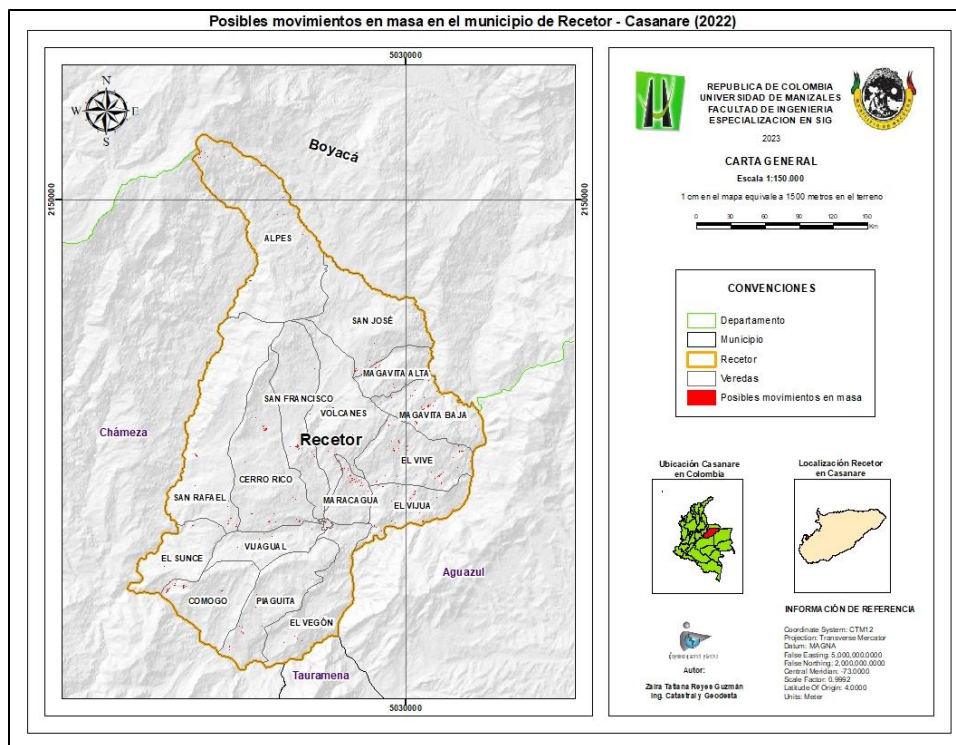 Posibles movimientos en masa en el municipio de Recetor - Casanare (2022)
5030000
N
W E
S
Boyacá
2150000
2150000
ALPES
SAN JOSÉ
MAGAVITA ALTA
SAN FRANCISCO
VOLCANES
MAGAVITA BAJA
Chámeza
Recetor
EL VIVE
CERRO RICO
SAN RAFAEL
MARACAGUA
EL VIJUA
VIJAGUAL
EL SUNCE
Aguazul
COMOGO
PIAGUITA
EL VEGÓN
Tauramena
5030000
REPUBLICA DE COLOMBIA
UNIVERSIDAD DE MANIZALES
FACULTAD DE INGENIERIA
ESPECIALIZACION EN SIG
2023
CARTA GENERAL
Escala 1:150.000
1 cm en el mapa equivale a 1500 metros en el terreno
0 30 60 90 120 150
Km
CONVENCIONES
Departamento
Municipio
Recetor
Veredas
Posibles movimientos en masa
Ubicación Casanare
en Colombia
Localización Recetor
en Casanare
Autor:
Zaira Tatiana Reyes Guzmán
Ing. Catastral y Geodesta
INFORMACIÓN DE REFERENCIA
Coordinate System: CTM12
Projection: Transverse Mercator
Datum: MAGNA
False Easting: 5,000,000.0000
False Northing: 2,000,000.0000
Central Meridian: -73.0000
Scale Factor: 0.9992
Latitude Of Origin: 4.0000
Units: Meter